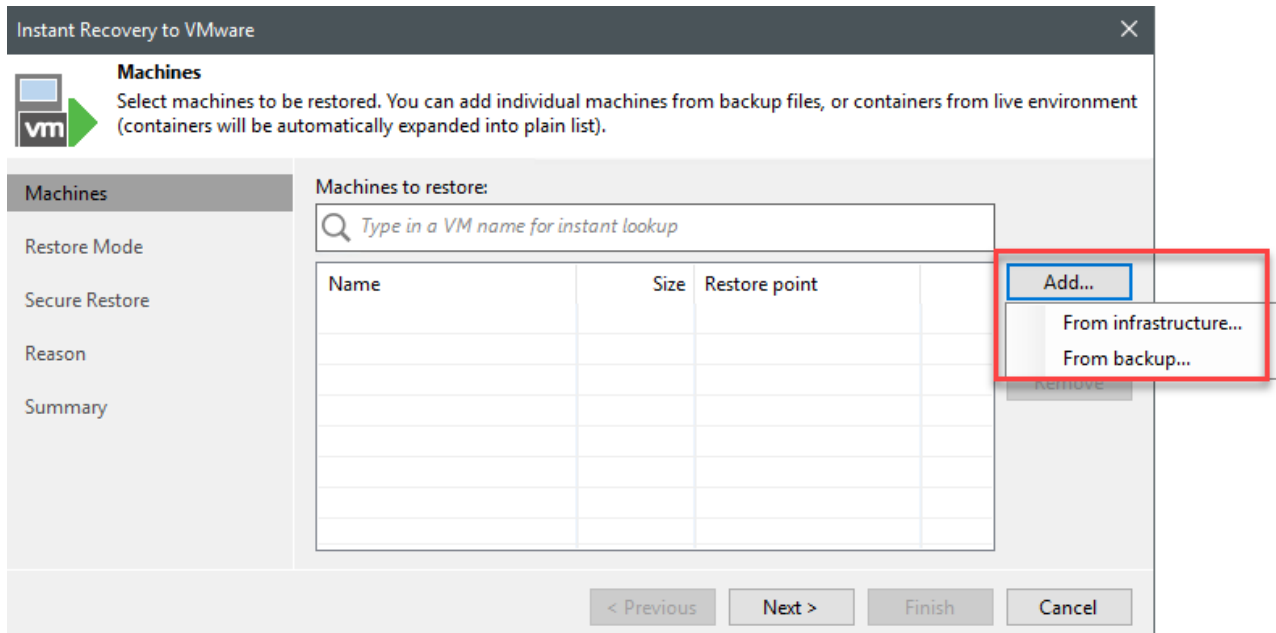 Instant Recovery to VMware
Machines
Select machines to be restored. You can add individual machines from backup files, or containers from live environment
(containers will be automatically expanded into plain list).
vm
Machines
Restore Mode
Secure Restore
Reason
Summary
Machines to restore:
Type in a VM name for instant lookup
Name Size Restore point
Add...
From infrastructure...
From backup...
Remove
< Previous Next > Finish Cancel